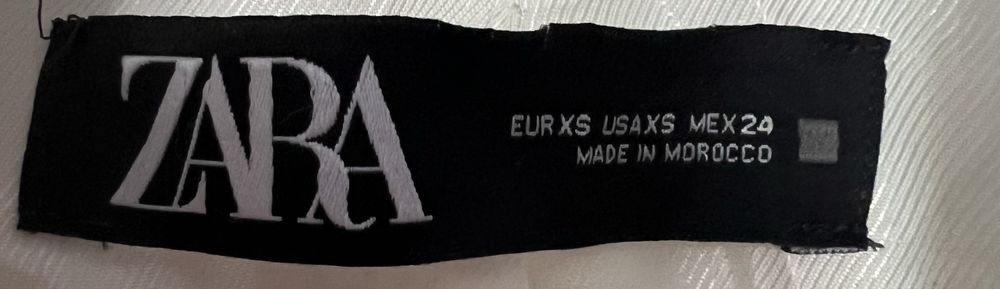 ZARA
EUR XS USA XS MEX 24
MADE IN MOROCCO